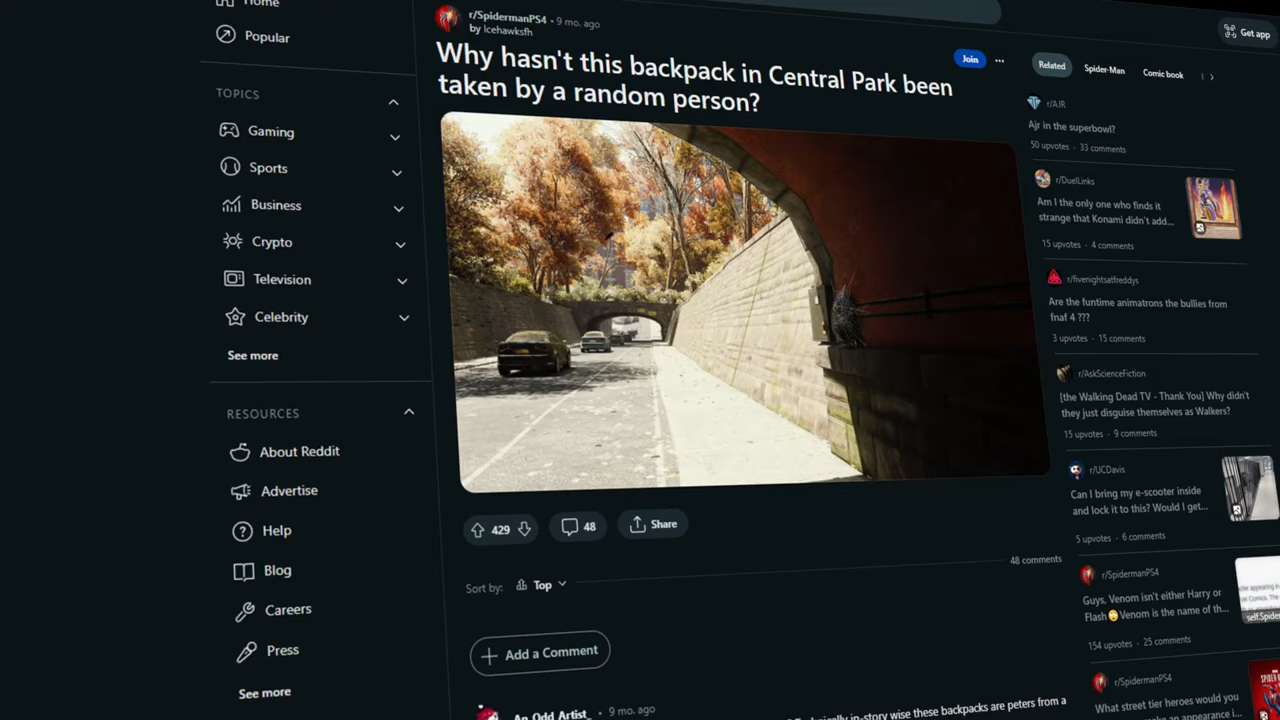 Home
Popular
TOPICS
Gaming
Sports
Business
Crypto
Television
Celebrity
See more
RESOURCES
About Reddit
Advertise
Help
Blog
Careers
Press
See more
r/SpidermanPS4 • 9 mo. ago
by Icehawksfh
Join
Why hasn't this backpack in Central Park been
taken by a random person?
429
48
Share
48 comments
Sort by: Top
Add a Comment
An_Odd_Artist_ • 9 mo. ago
in-story wise these backpacks are peters from a
Get app
Related
Spider-Man
Comic book
r/AJR
Ajr in the superbowl?
50 upvotes · 33 comments
r/DuelLinks
Am I the only one who finds it
strange that Konami didn't add...
15 upvotes · 4 comments
r/fivenightsatfreddys
Are the funtime animatrons the bullies from
fnaf 4 ???
3 upvotes · 15 comments
r/AskScienceFiction
[the Walking Dead TV - Thank You] Why didn't
they just disguise themselves as Walkers?
15 upvotes · 9 comments
r/UCDavis
Can I bring my e-scooter inside
and lock it to this? Would I get...
5 upvotes · 6 comments
r/SpidermanPS4
Guys, Venom isn't either Harry or
Flash🙄Venom is the name of th...
154 upvotes · 25 comments
r/SpidermanPS4
What street tier heroes would you